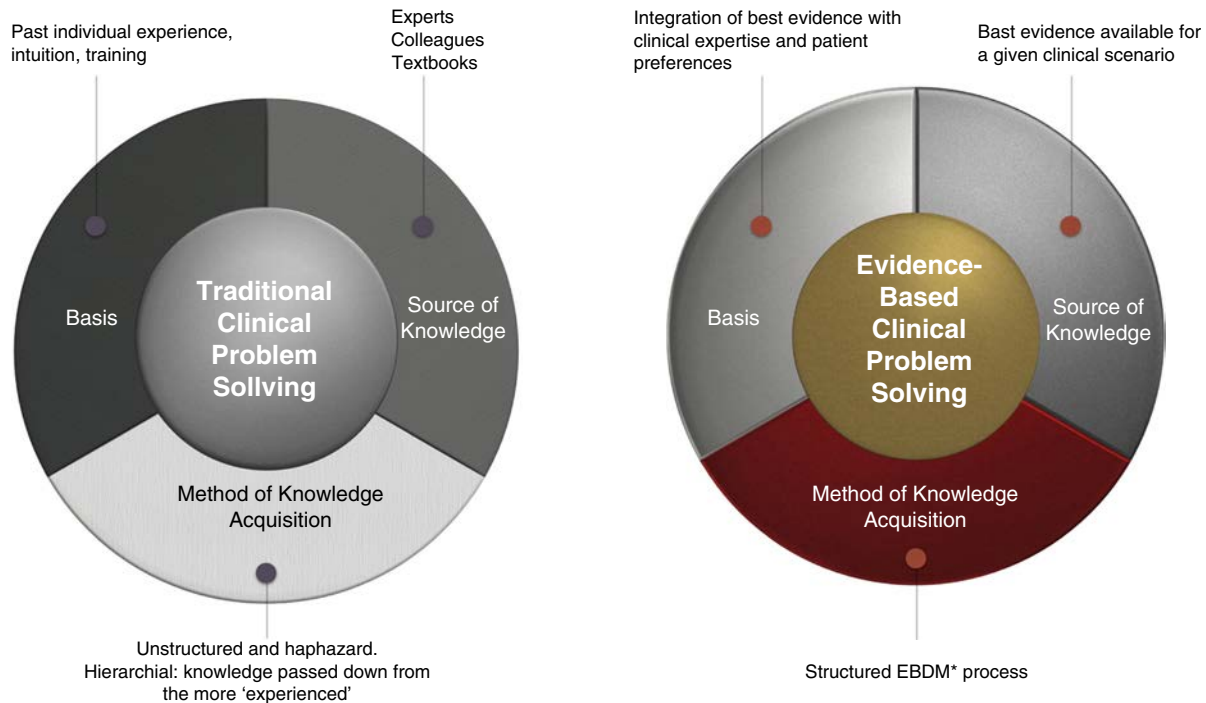 Past individual experience,
intuition, training
Experts
Colleagues
Textbooks
Basis
Traditional
Clinical
Problem
Sollving
Source of
Knowledge
Method of Knowledge
Acquisition
Unstructured and haphazard.
Hierarchial: knowledge passed down from
the more ‘experienced’
Integration of best evidence with
clinical expertise and patient
preferences
Bast evidence available for
a given clinical scenario
Basis
Evidence-
Based
Clinical
Problem
Solving
Source of
Knowledge
Method of Knowledge
Acquisition
Structured EBDM* process